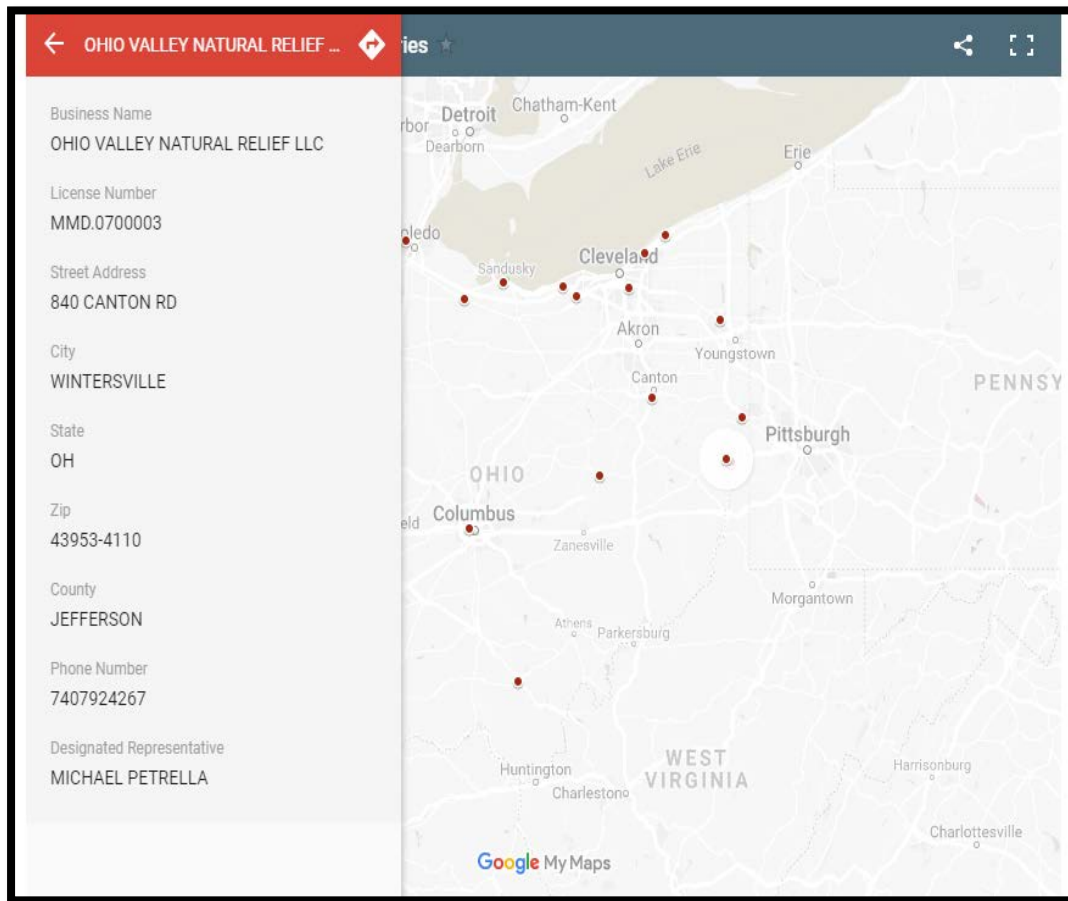 OHIO VALLEY NATURAL RELIEF ...
ries
Business Name
OHIO VALLEY NATURAL RELIEF LLC
License Number
MMD.0700003
Street Address
840 CANTON RD
City
WINTERSVILLE
State
OH
Zip
43953-4110
County
JEFFERSON
Phone Number
7407924267
Designated Representative
MICHAEL PETRELLA
Chatham-Kent
Detroit
rbor
Dearborn
Lake Erie
Erie
oledo
Sandusky
Cleveland
Akron
Youngstown
Canton
PENNSY
Pittsburgh
OHIO
eld
Columbus
Zanesville
Morgantown
Athens
Parkersburg
WEST
VIRGINIA
Huntington
Charleston
Harrisonburg
Charlottesville
Google My Maps